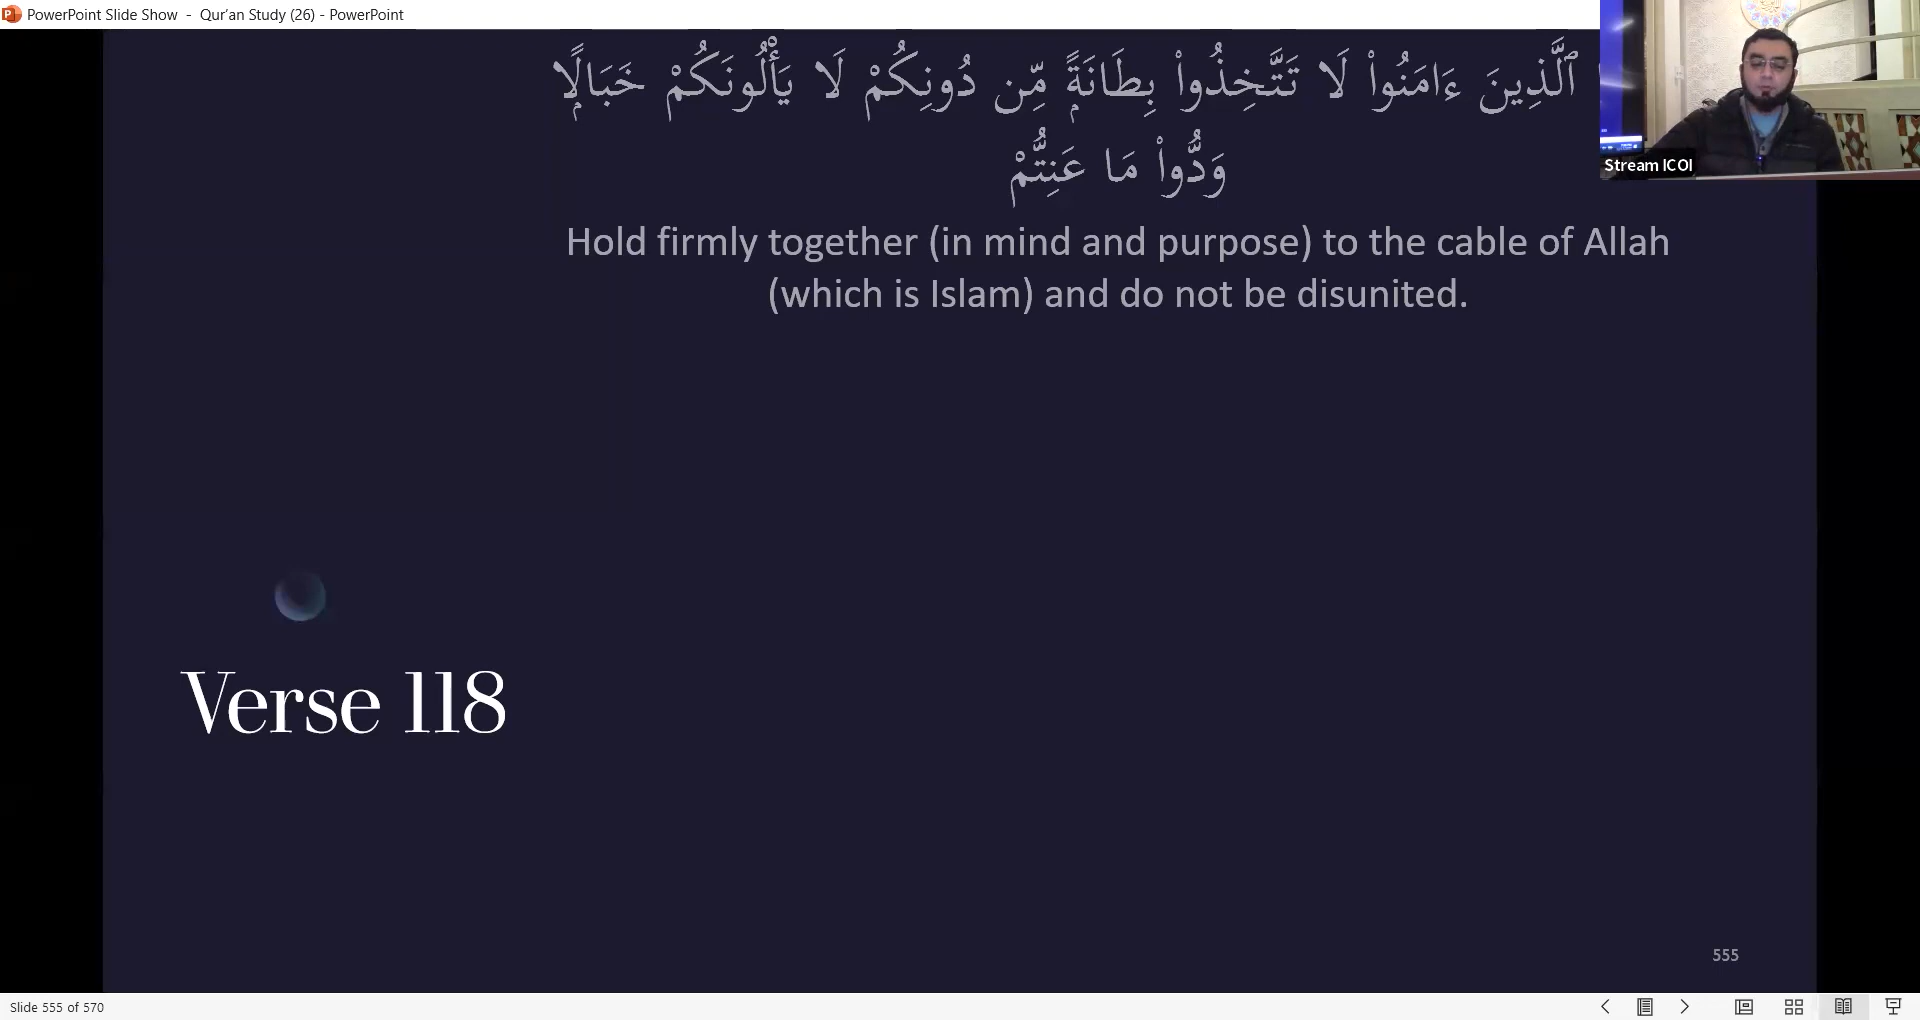 PowerPoint Slide Show - Qur’an Study (26) - PowerPoint
ٱلَّذِينَ ءَامَنُوا۟ لَا تَتَّخِذُوا۟ بِطَانَةًۭ مِّن دُونِكُمْ لَا يَأْلُونَكُمْ خَبَالًۭا
وَدُّوا۟ مَا عَنِتُّمْ
Stream ICOI
Hold firmly together (in mind and purpose) to the cable of Allah
(which is Islam) and do not be disunited.
Verse 118
555
Slide 555 of 570